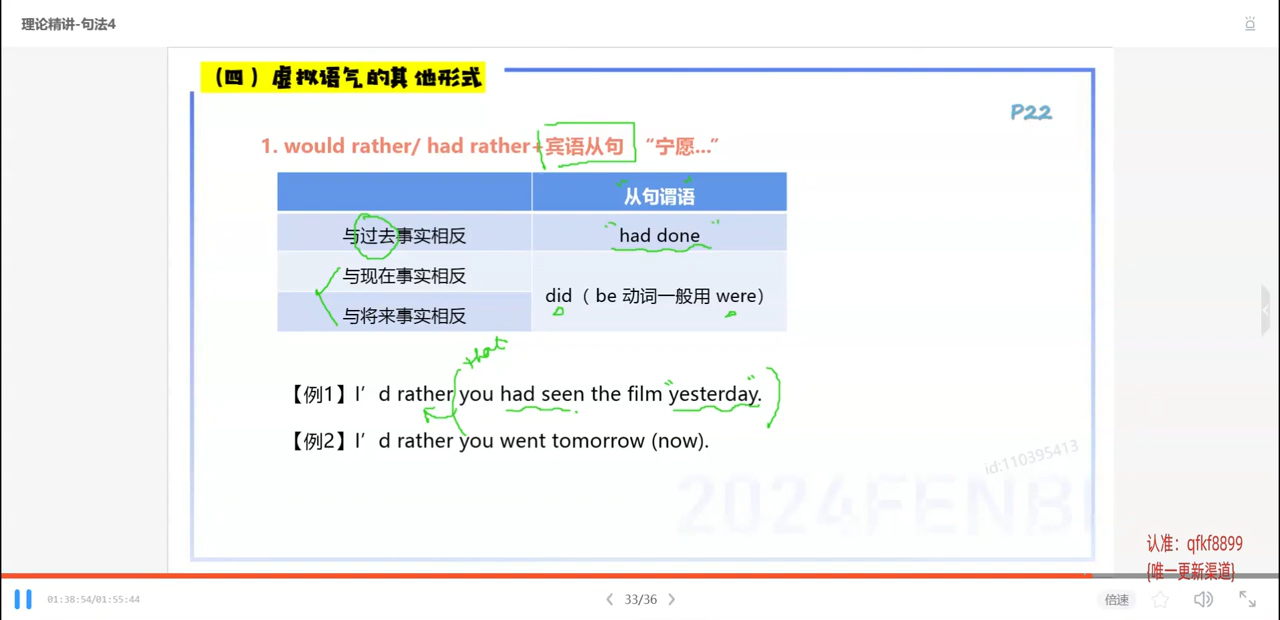 理论精讲-句法4
（四）虚拟语气的其他形式
P22
1. would rather/ had rather+宾语从句 “宁愿...”
从句谓语
与过去事实相反 had done
与现在事实相反
did（ be 动词一般用 were）
与将来事实相反
that
【例1】I’d rather you had seen the film yesterday.
【例2】I’d rather you went tomorrow (now).
id:110395413
2024FENBI
认准：qfkf8899
{唯一更新渠道}
01:38:54/01:55:44
33/36
倍速